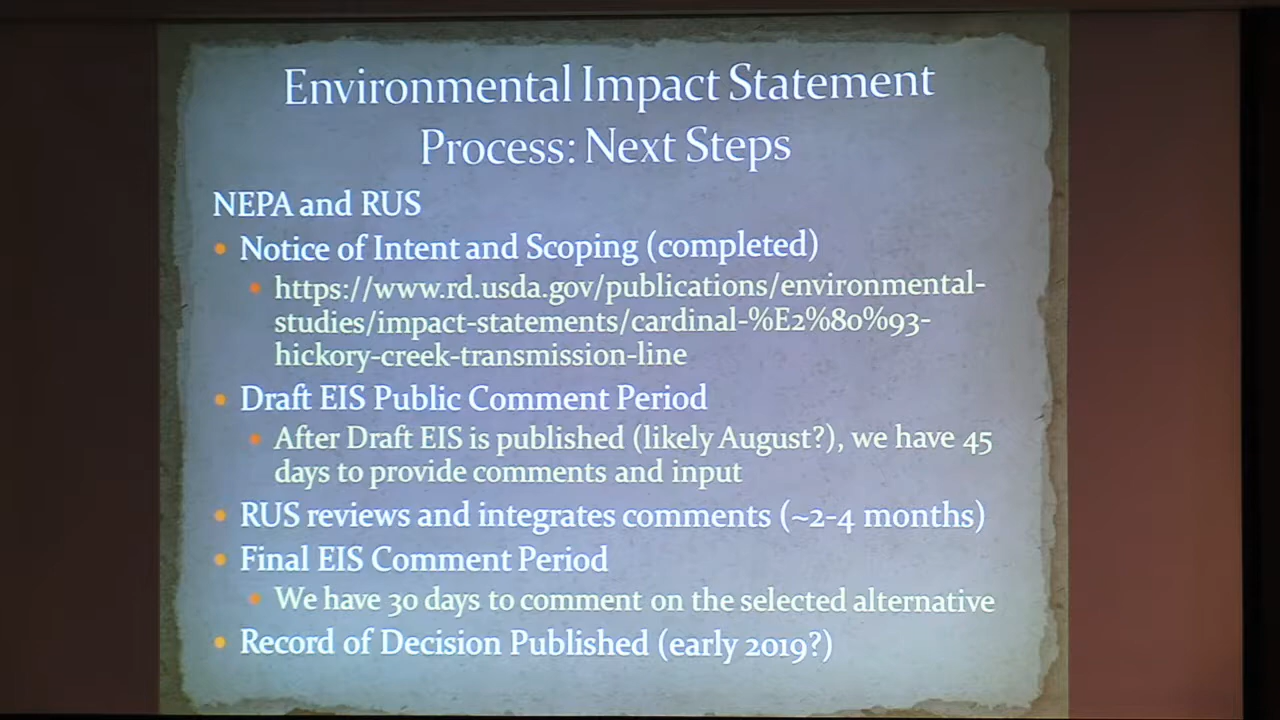 Environmental Impact Statement
Process: Next Steps
NEPA and RUS
• Notice of Intent and Scoping (completed)
• https://www.rd.usda.gov/publications/environmental-
studies/impact-statements/cardinal-%E2%80%93-
hickory-creek-transmission-line
• Draft EIS Public Comment Period
• After Draft EIS is published (likely August?), we have 45
days to provide comments and input
• RUS reviews and integrates comments (~2-4 months)
• Final EIS Comment Period
• We have 30 days to comment on the selected alternative
• Record of Decision Published (early 2019?)